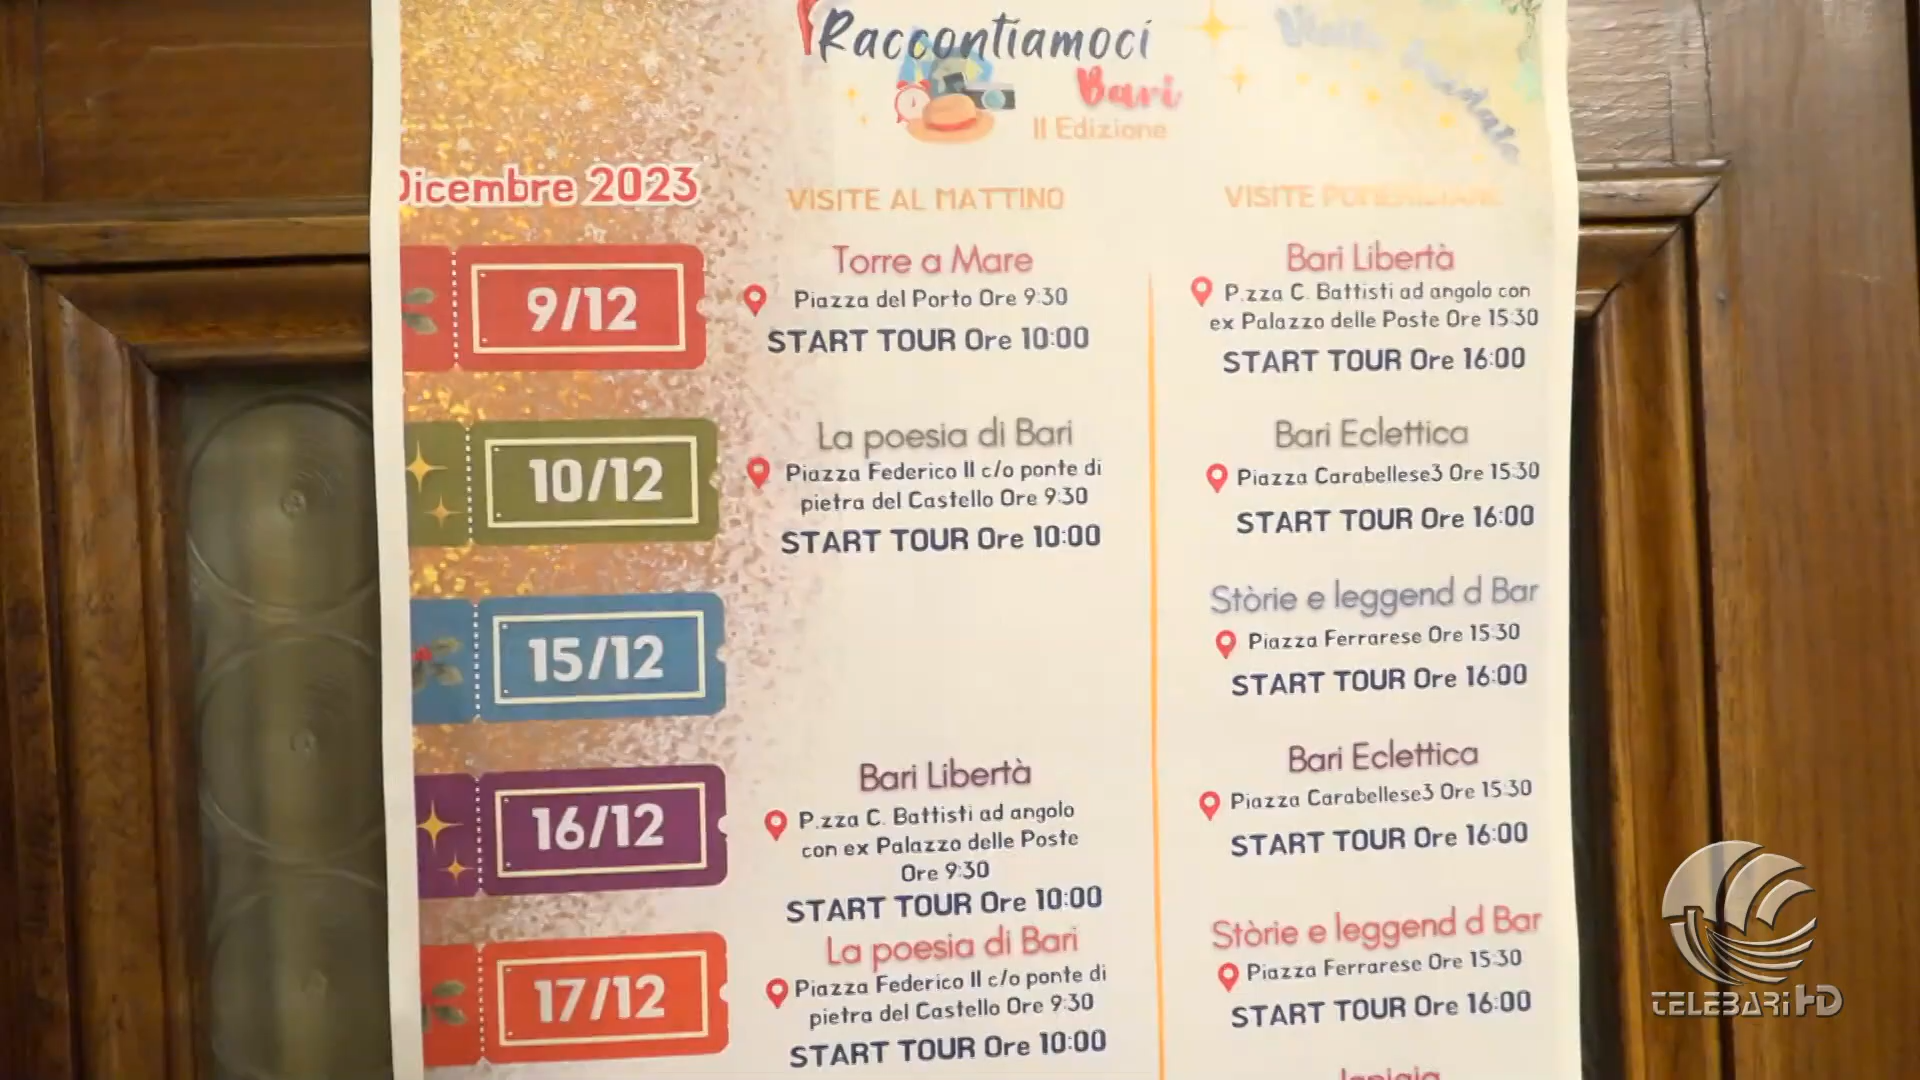 Raccontiamoci
Bari
II Edizione
Visite Guidate
Dicembre 2023
VISITE AL MATTINO
VISITE POMERIDIANE
9/12
Torre a Mare
Piazza del Porto Ore 9:30
START TOUR Ore 10:00
Bari Libertà
P.zza C. Battisti ad angolo con
ex Palazzo delle Poste Ore 15:30
START TOUR Ore 16:00
10/12
La poesia di Bari
Piazza Federico II c/o ponte di
pietra del Castello Ore 9:30
START TOUR Ore 10:00
Bari Eclettica
Piazza Carabellese3 Ore 15:30
START TOUR Ore 16:00
15/12
Stòrie e leggend d Bar
Piazza Ferrarese Ore 15:30
START TOUR Ore 16:00
16/12
Bari Libertà
P.zza C. Battisti ad angolo
con ex Palazzo delle Poste
Ore 9:30
START TOUR Ore 10:00
Bari Eclettica
Piazza Carabellese3 Ore 15:30
START TOUR Ore 16:00
17/12
La poesia di Bari
Piazza Federico II c/o ponte di
pietra del Castello Ore 9:30
START TOUR Ore 10:00
Stòrie e leggend d Bar
Piazza Ferrarese Ore 15:30
START TOUR Ore 16:00
TELEBARI HD